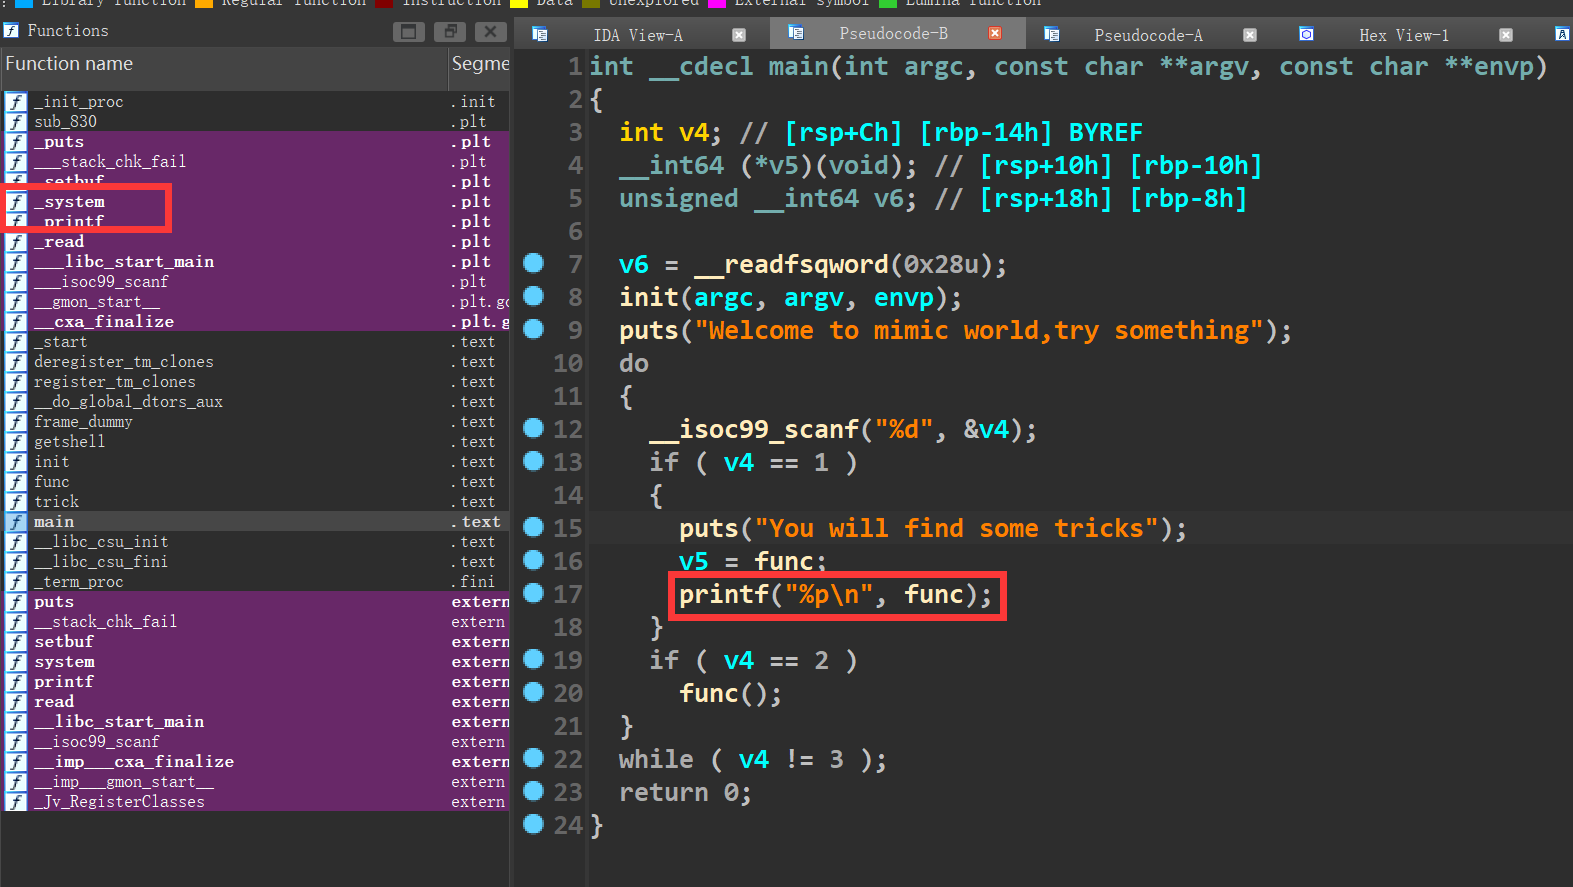 Library function Regular function Instruction Data Unexplored External symbol Lumina function
Functions
IDA View-A Pseudocode-B Pseudocode-A Hex View-1
Function name Segme
_init_proc .init
sub_830 .plt
_puts .plt
___stack_chk_fail .plt
_setbuf .plt
_system .plt
_printf .plt
_read .plt
___libc_start_main .plt
___isoc99_scanf .plt
__gmon_start__ .plt.go
__cxa_finalize .plt.g
_start .text
deregister_tm_clones .text
register_tm_clones .text
__do_global_dtors_aux .text
frame_dummy .text
getshell .text
init .text
func .text
trick .text
main .text
__libc_csu_init .text
__libc_csu_fini .text
_term_proc .fini
puts extern
__stack_chk_fail extern
setbuf extern
system extern
printf extern
read extern
__libc_start_main extern
__isoc99_scanf extern
__imp___cxa_finalize extern
__imp___gmon_start__ extern
_Jv_RegisterClasses extern
1 int __cdecl main(int argc, const char **argv, const char **envp)
2 {
3 int v4; // [rsp+Ch] [rbp-14h] BYREF
4 __int64 (*v5)(void); // [rsp+10h] [rbp-10h]
5 unsigned __int64 v6; // [rsp+18h] [rbp-8h]
6
7 v6 = __readfsqword(0x28u);
8 init(argc, argv, envp);
9 puts("Welcome to mimic world,try something");
10 do
11 {
12 __isoc99_scanf("%d", &v4);
13 if ( v4 == 1 )
14 {
15 puts("You will find some tricks");
16 v5 = func;
17 printf("%p\n", func);
18 }
19 if ( v4 == 2 )
20 func();
21 }
22 while ( v4 != 3 );
23 return 0;
24 }